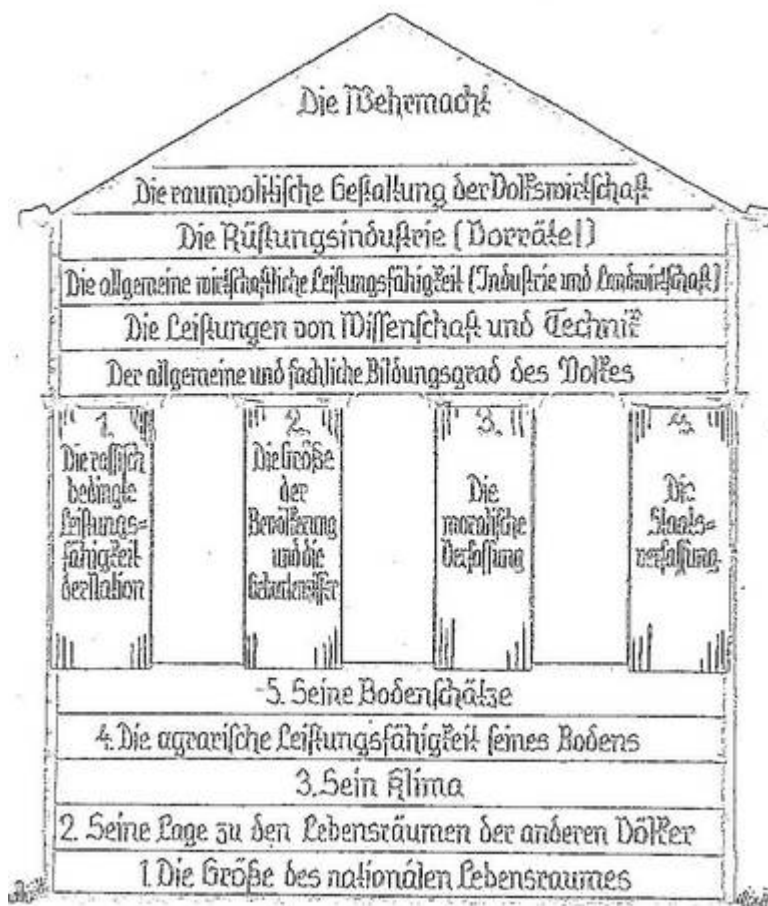 Die Wehrmacht
Die raumpolitische Gestaltung der Volkswirtschaft
Die Rüstungsindustrie (Vorräte!)
Die allgemeine wirtschaftliche Leistungsfähigkeit (Industrie und Landwirtschaft)
Die Leistungen von Wissenschaft und Technik
Der allgemeine und fachliche Bildungsgrad des Volkes
1.
Die rassisch
bedingte
Leistungs=
fähigkeit
der Nation
2.
Die Größe
der
Bevölkerung
und die
Geburtenziffer
3.
Die
moralische
Verfassung
4.
Die
Staats=
verfassung
5. Seine Bodenschätze
4. Die agrarische Leistungsfähigkeit seines Bodens
3. Sein Klima
2. Seine Lage zu den Lebensräumen der anderen Völker
1. Die Größe des nationalen Lebensraumes